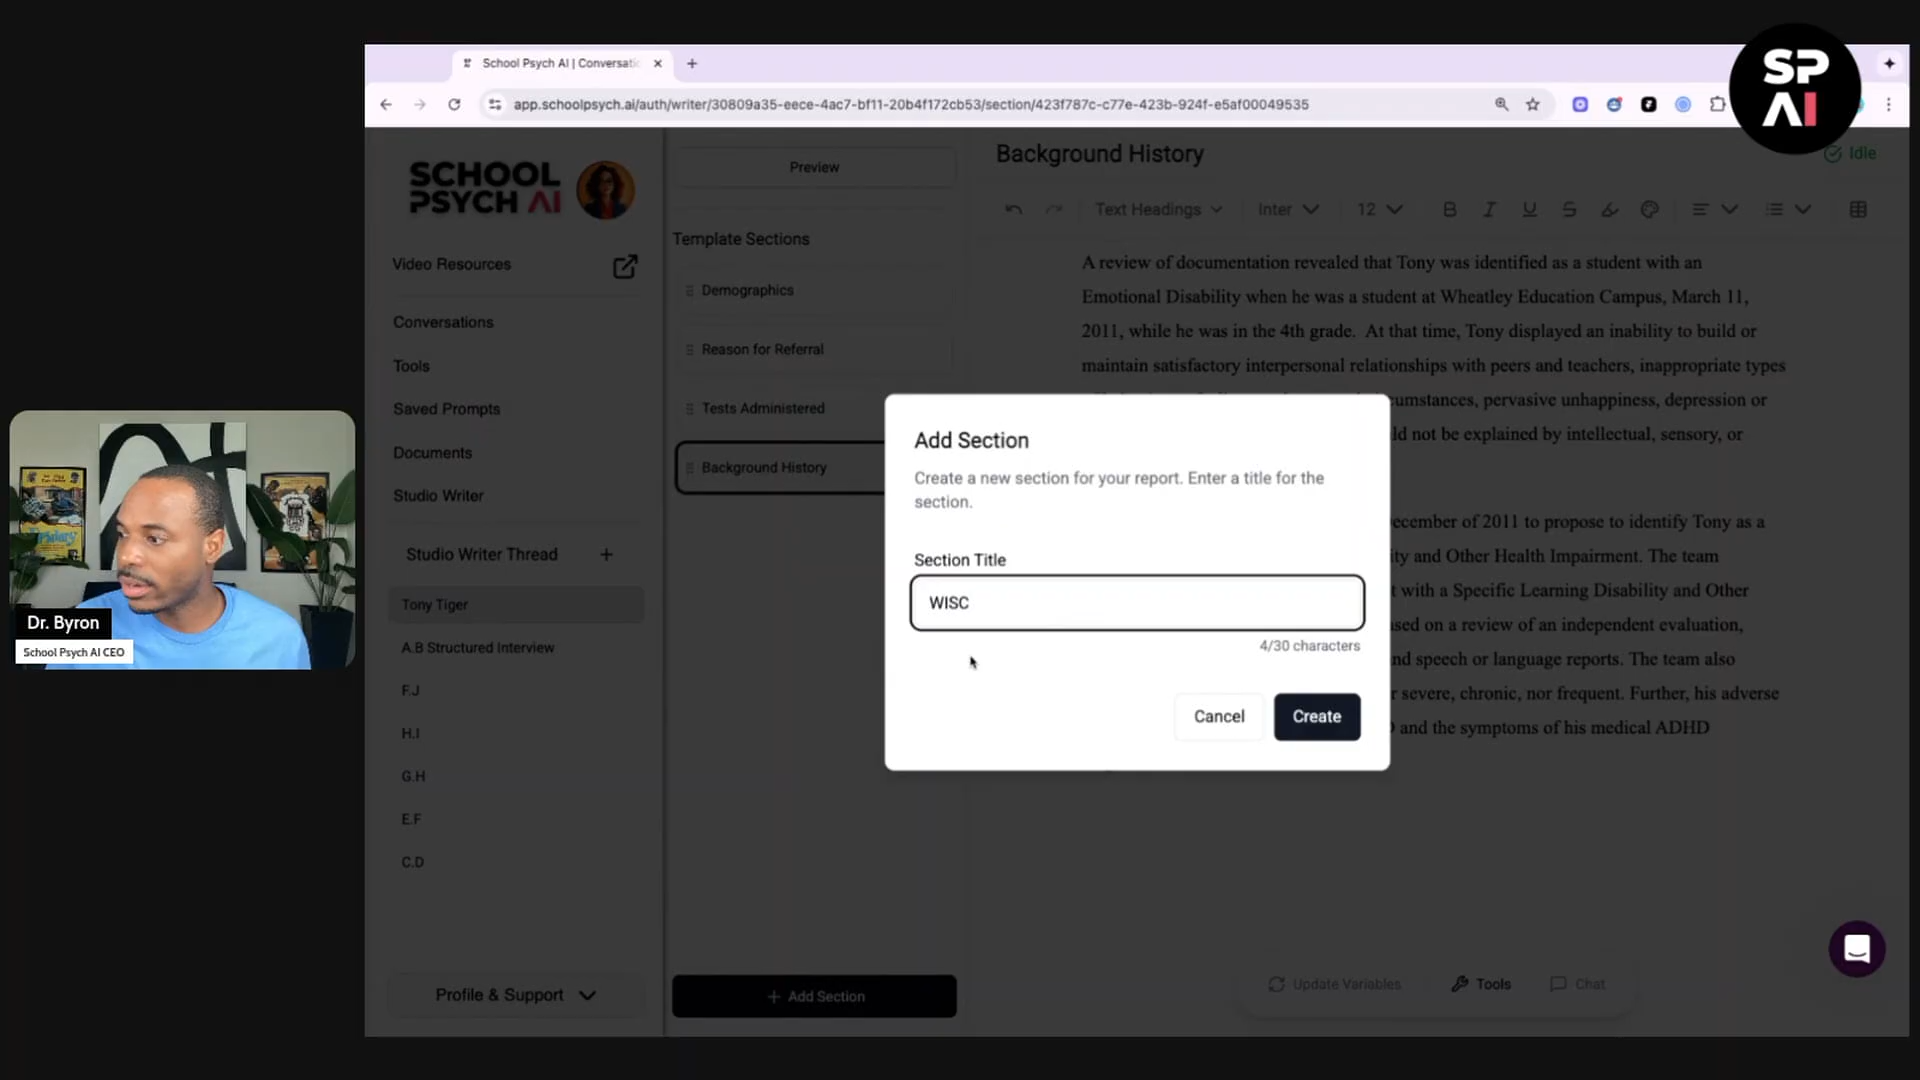 School Psych AI | Conversatic
app.schoolpsych.ai/auth/writer/30809a35-eece-4ac7-bf11-20b4f172cb53/section/423f787c-c77e-423b-924f-e5af00049535
SP
AI
SCHOOL
PSYCH AI
Video Resources
Conversations
Tools
Saved Prompts
Documents
Studio Writer
Studio Writer Thread
Tony Tiger
A.B Structured Interview
F.J
H.I
G.H
E.F
C.D
Profile & Support
Preview
Template Sections
Demographics
Reason for Referral
Tests Administered
Background History
+ Add Section
Background History
Idle
Text Headings
Inter
12
B I U S
A review of documentation revealed that Tony was identified as a student with an
Emotional Disability when he was a student at Wheatley Education Campus, March 11,
2011, while he was in the 4th grade.  At that time, Tony displayed an inability to build or
maintain satisfactory interpersonal relationships with peers and teachers, inappropriate types
cumstances, pervasive unhappiness, depression or
ld not be explained by intellectual, sensory, or
ecember of 2011 to propose to identify Tony as a
ity and Other Health Impairment. The team
t with a Specific Learning Disability and Other
sed on a review of an independent evaluation,
nd speech or language reports. The team also
r severe, chronic, nor frequent. Further, his adverse
and the symptoms of his medical ADHD
Add Section
Create a new section for your report. Enter a title for the
section.
Section Title
WISC
4/30 characters
Cancel
Create
Update Variables
Tools
Chat
Dr. Byron
School Psych AI CEO